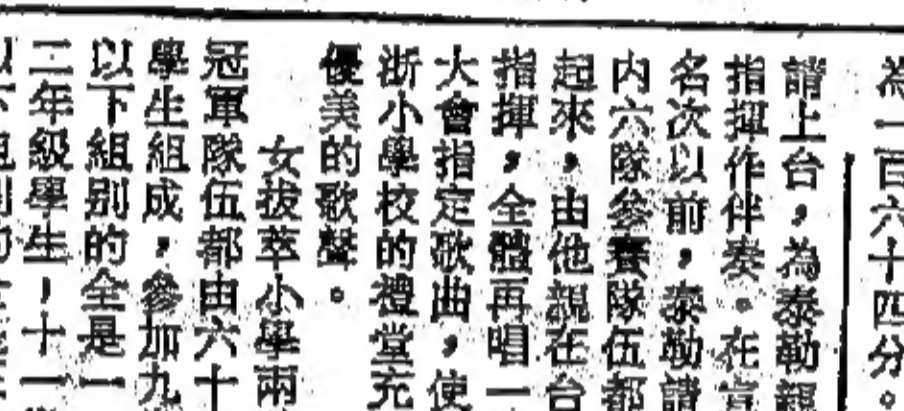 為一百六十四分。
請上台，為泰勒親
指揮作伴奏。在宣
名次以前，泰勒請
內六隊參賽隊伍都
起來，由他親在台
指揮，全體再唱一
大會指定歌曲，使
浙小學校的禮堂充
優美的歌聲。
女拔萃小學兩
冠軍隊伍都由六十
學生組成，參加九
以下組别的全是一
二年級學生，十一